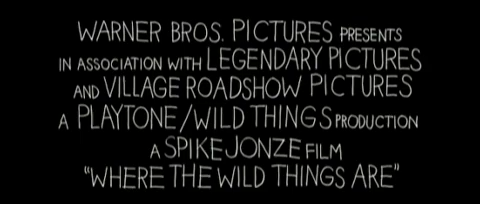 WARNER BROS. PICTURES PRESENTS
IN ASSOCIATION WITH LEGENDARY PICTURES
AND VILLAGE ROADSHOW PICTURES
A PLAYTONE/WILD THINGS PRODUCTION
A SPIKE JONZE FILM
"WHERE THE WILD THINGS ARE"